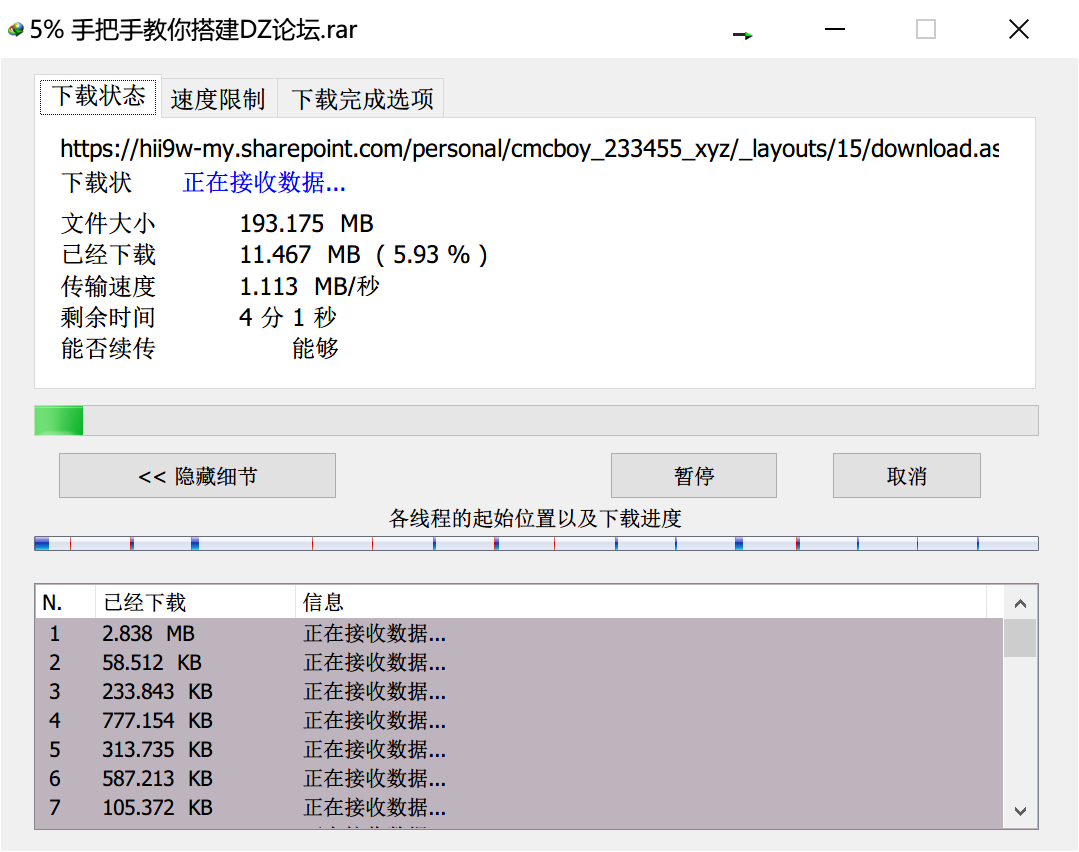 5% 手把手教你搭建DZ论坛.rar
下载状态 速度限制 下载完成选项
https://hii9w-my.sharepoint.com/personal/cmcboy_233455_xyz/_layouts/15/download.as
下载状 正在接收数据...
文件大小 193.175 MB
已经下载 11.467 MB ( 5.93 % )
传输速度 1.113 MB/秒
剩余时间 4 分 1 秒
能否续传 能够
<< 隐藏细节 暂停 取消
各线程的起始位置以及下载进度
N. 已经下载 信息
1 2.838 MB 正在接收数据...
2 58.512 KB 正在接收数据...
3 233.843 KB 正在接收数据...
4 777.154 KB 正在接收数据...
5 313.735 KB 正在接收数据...
6 587.213 KB 正在接收数据...
7 105.372 KB 正在接收数据...